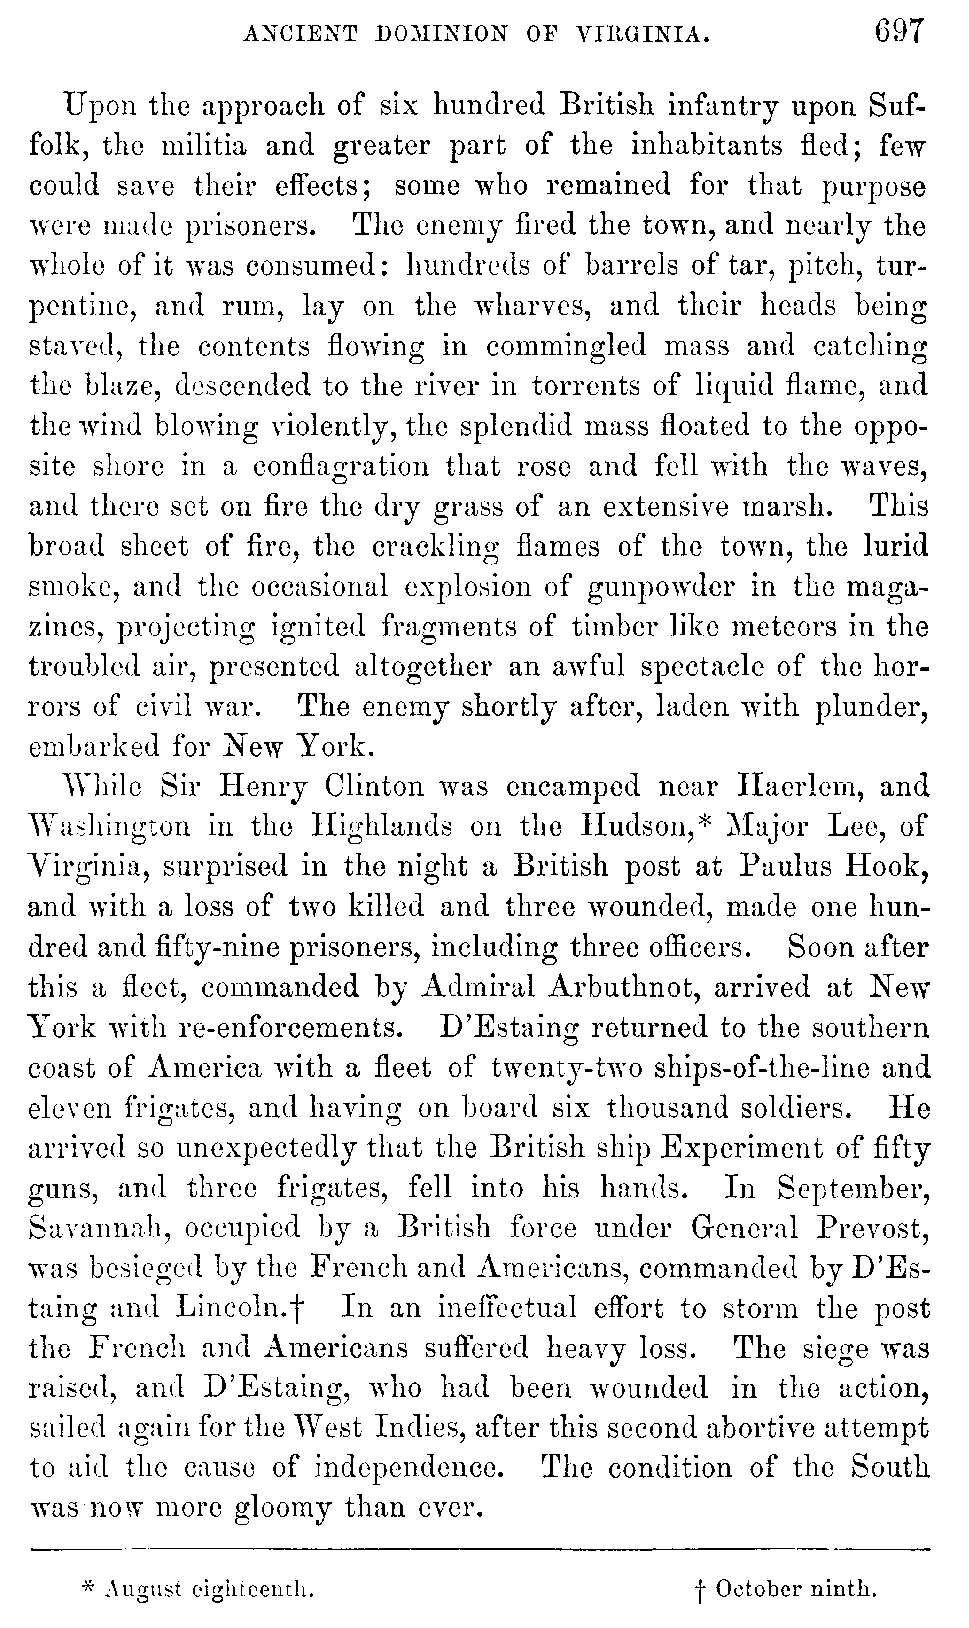 ANCIENT DOMINION OF VIRGINIA. 697
Upon the approach of six hundred British infantry upon Suf-
folk, the militia and greater part of the inhabitants fled; few
could save their effects; some who remained for that purpose
were made prisoners. The enemy fired the town, and nearly the
whole of it was consumed: hundreds of barrels of tar, pitch, tur-
pentine, and rum, lay on the wharves, and their heads being
staved, the contents flowing in commingled mass and catching
the blaze, descended to the river in torrents of liquid flame, and
the wind blowing violently, the splendid mass floated to the oppo-
site shore in a conflagration that rose and fell with the waves,
and there set on fire the dry grass of an extensive marsh. This
broad sheet of fire, the crackling flames of the town, the lurid
smoke, and the occasional explosion of gunpowder in the maga-
zines, projecting ignited fragments of timber like meteors in the
troubled air, presented altogether an awful spectacle of the hor-
rors of civil war. The enemy shortly after, laden with plunder,
embarked for New York.
While Sir Henry Clinton was encamped near Haerlem, and
Washington in the Highlands on the Hudson,* Major Lee, of
Virginia, surprised in the night a British post at Paulus Hook,
and with a loss of two killed and three wounded, made one hun-
dred and fifty-nine prisoners, including three officers. Soon after
this a fleet, commanded by Admiral Arbuthnot, arrived at New
York with re-enforcements. D'Estaing returned to the southern
coast of America with a fleet of twenty-two ships-of-the-line and
eleven frigates, and having on board six thousand soldiers. He
arrived so unexpectedly that the British ship Experiment of fifty
guns, and three frigates, fell into his hands. In September,
Savannah, occupied by a British force under General Prevost,
was besieged by the French and Americans, commanded by D'Es-
taing and Lincoln.† In an ineffectual effort to storm the post
the French and Americans suffered heavy loss. The siege was
raised, and D'Estaing, who had been wounded in the action,
sailed again for the West Indies, after this second abortive attempt
to aid the cause of independence. The condition of the South
was now more gloomy than ever.
* August eighteenth. † October ninth.